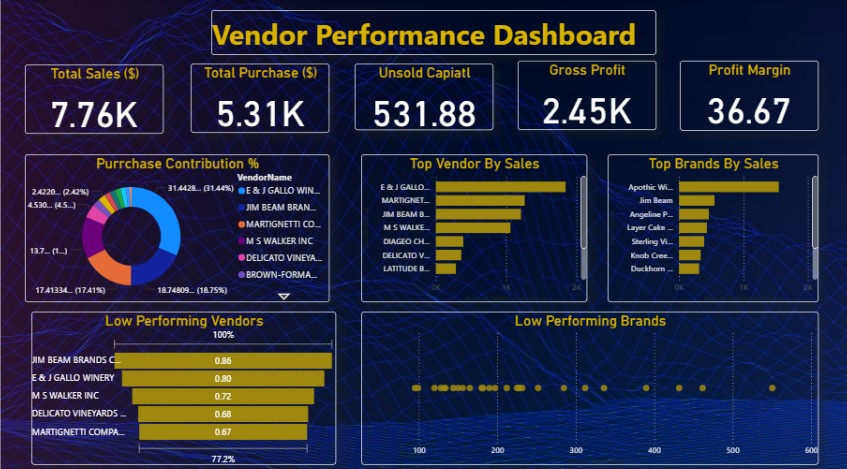 Vendor Performance Dashboard
Total Sales ($)
7.76K
Total Purchase ($)
5.31K
Unsold Capiatl
531.88
Gross Profit
2.45K
Profit Margin
36.67
Purrchase Contribution %
VendorName
E & J GALLO WIN...
JIM BEAM BRAN...
MARTIGNETTI CO...
M S WALKER INC
DELICATO VINEYA...
BROWN-FORMA...
31.4428... (31.44%)
18.74809... (18.75%)
17.41334... (17.41%)
13.7... (1...)
4.530... (4.5...)
2.4220... (2.42%)
Top Vendor By Sales
E & J GALLO...
MARTIGNET...
JIM BEAM B...
M S WALKE...
DIAGEO CH...
DELICATO V...
LATITUDE B...
0K 1K 2K
Top Brands By Sales
Apothic Wi...
Jim Beam
Angeline P...
Layer Cake ...
Sterling Vi...
Knob Cree...
Duckhorn ...
0K 1K 2K
Low Performing Vendors
100%
JIM BEAM BRANDS C... 0.86
E & J GALLO WINERY 0.80
M S WALKER INC 0.72
DELICATO VINEYARDS ... 0.68
MARTIGNETTI COMPA... 0.67
77.2%
Low Performing Brands
100 200 300 400 500 600